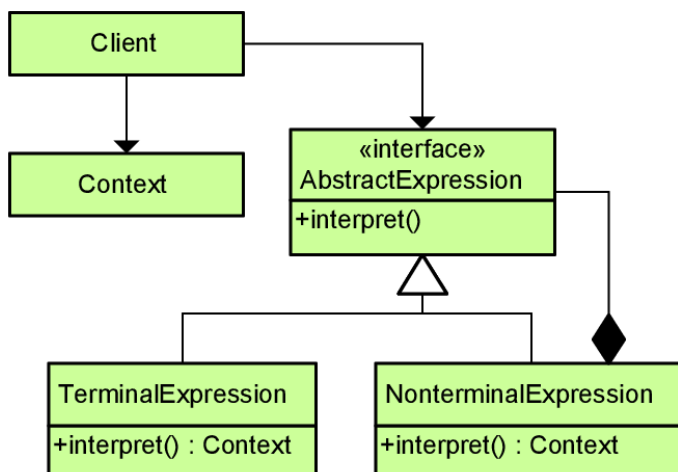 Client
Context
«interface»
AbstractExpression
+interpret()
TerminalExpression
+interpret() : Context
NonterminalExpression
+interpret() : Context